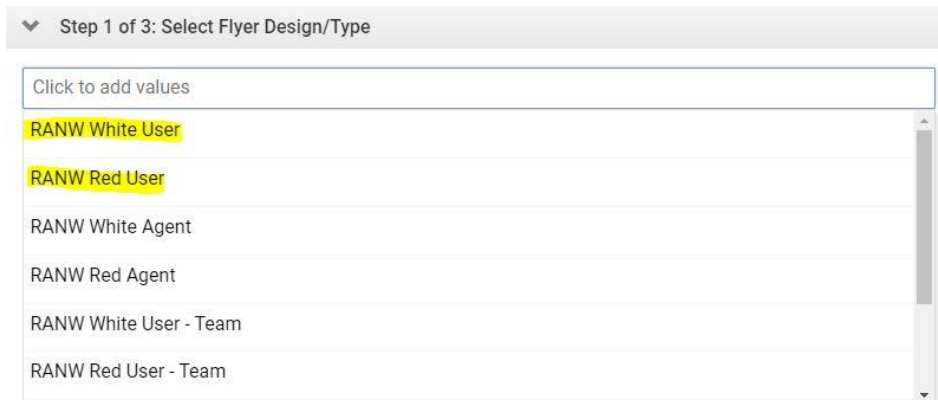 Step 1 of 3: Select Flyer Design/Type
Click to add values
RANW White User
RANW Red User
RANW White Agent
RANW Red Agent
RANW White User - Team
RANW Red User - Team